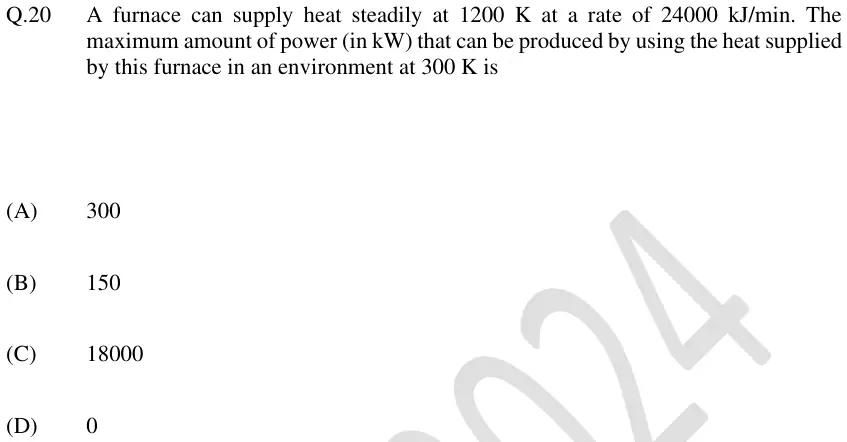 Q.20 A furnace can supply heat steadily at 1200 K at a rate of 24000 kJ/min. The
maximum amount of power (in kW) that can be produced by using the heat supplied
by this furnace in an environment at 300 K is
(A) 300
(B) 150
(C) 18000
(D) 0